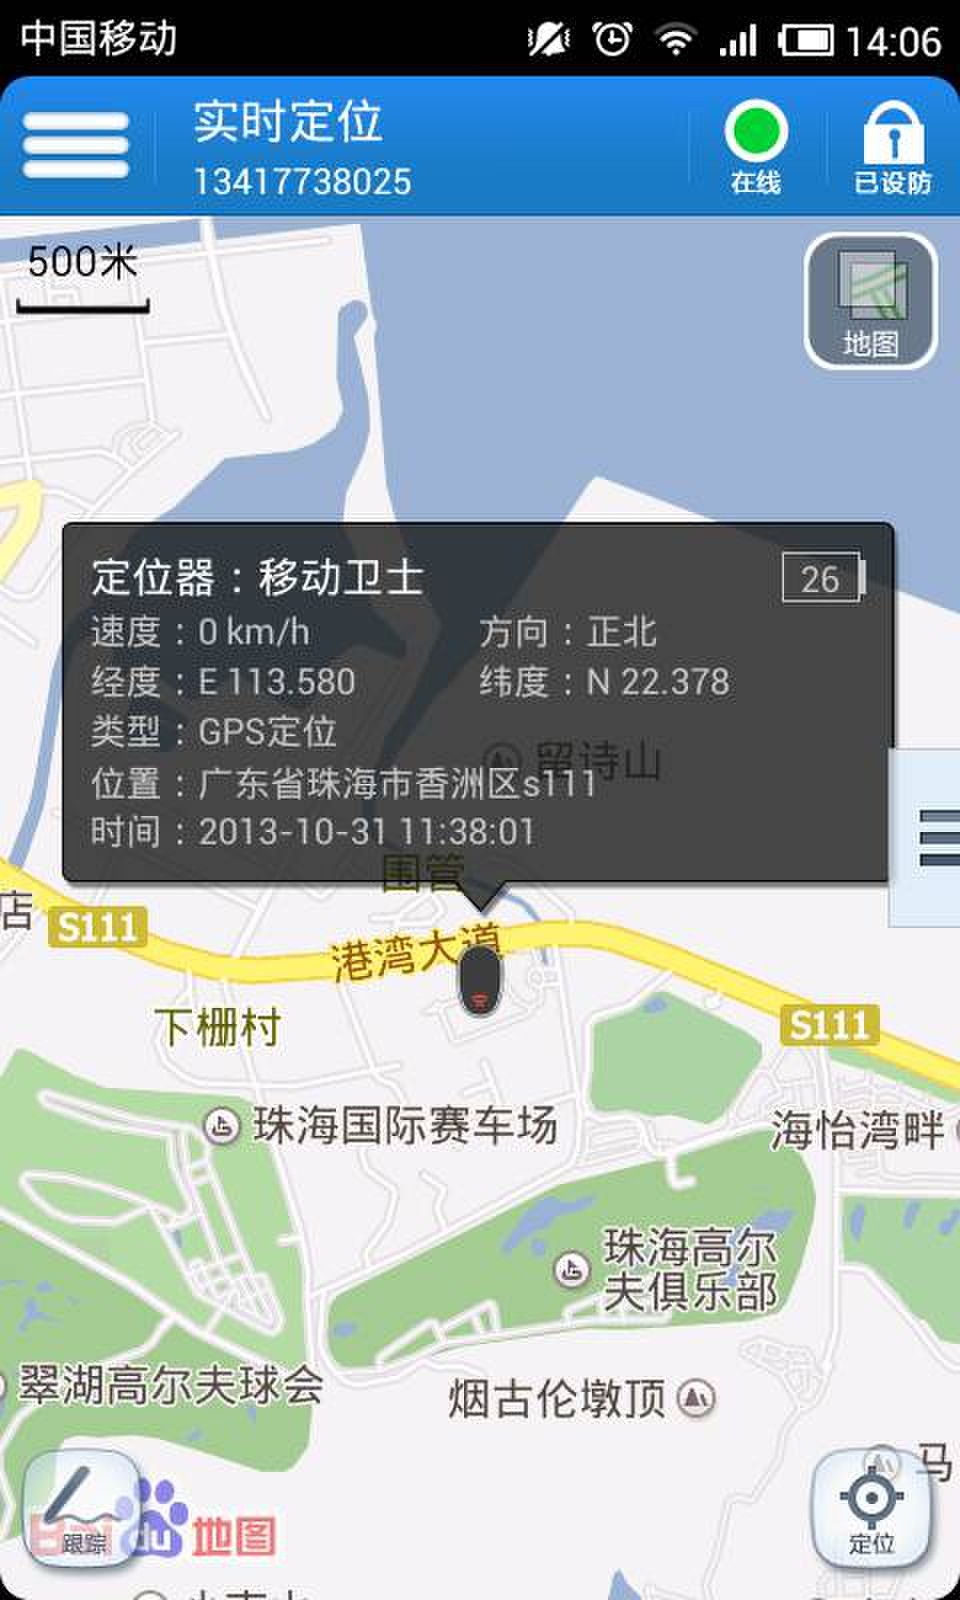 中国移动
14:06
实时定位
13417738025
在线
已设防
500米
地图
定位器：移动卫士
26
速度：0 km/h
方向：正北
经度：E 113.580
纬度：N 22.378
类型：GPS定位
留诗山
位置：广东省珠海市香洲区s111
时间：2013-10-31 11:38:01
围管
店
S111
港湾大道
S111
下栅村
珠海国际赛车场
海怡湾畔
珠海高尔
夫俱乐部
翠湖高尔夫球会
烟古伦墩顶
马
跟踪
Bai du 地图
定位